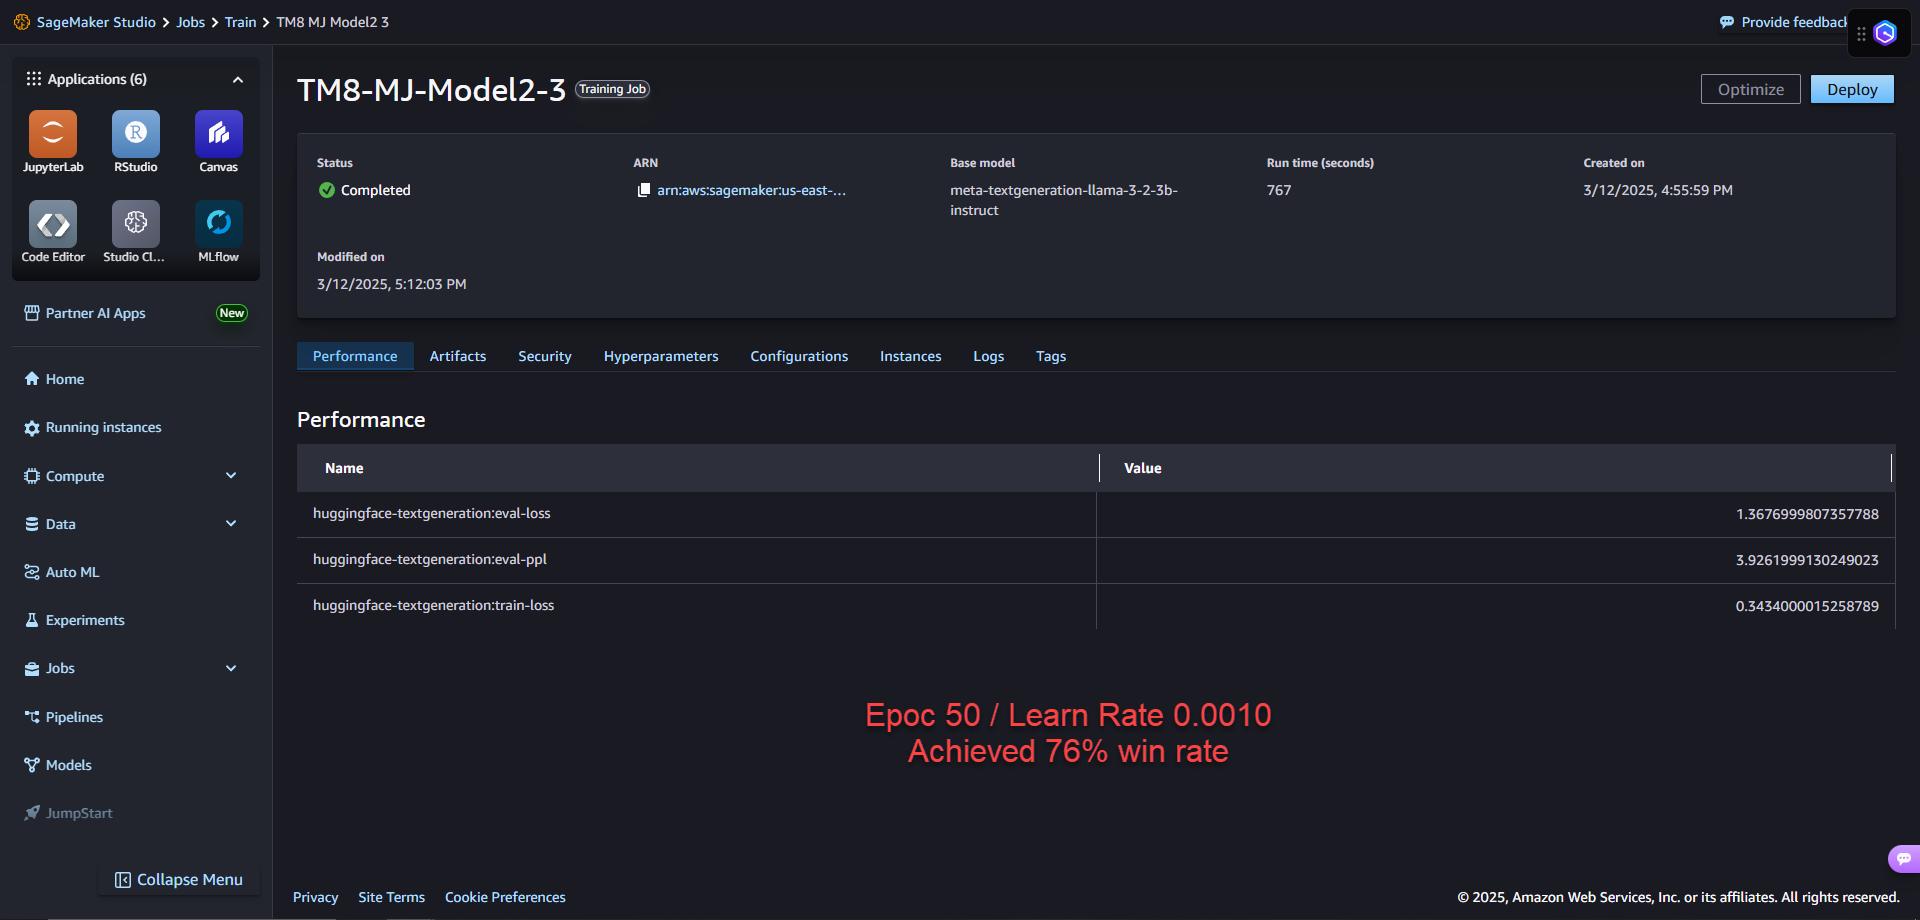 SageMaker Studio > Jobs > Train > TM8 MJ Model2 3
Provide feedback
Applications (6)
JupyterLab RStudio Canvas
Code Editor Studio Cl... MLflow
Partner AI Apps New
Home
Running instances
Compute
Data
Auto ML
Experiments
Jobs
Pipelines
Models
JumpStart
Collapse Menu
TM8-MJ-Model2-3 Training Job
Optimize Deploy
Status
Completed
ARN
arn:aws:sagemaker:us-east-...
Base model
meta-textgeneration-llama-3-2-3b-
instruct
Run time (seconds)
767
Created on
3/12/2025, 4:55:59 PM
Modified on
3/12/2025, 5:12:03 PM
Performance Artifacts Security Hyperparameters Configurations Instances Logs Tags
Performance
Name Value
huggingface-textgeneration:eval-loss 1.3676999807357788
huggingface-textgeneration:eval-ppl 3.9261999130249023
huggingface-textgeneration:train-loss 0.3434000015258789
Epoc 50 / Learn Rate 0.0010
Achieved 76% win rate
Privacy Site Terms Cookie Preferences
© 2025, Amazon Web Services, Inc. or its affiliates. All rights reserved.